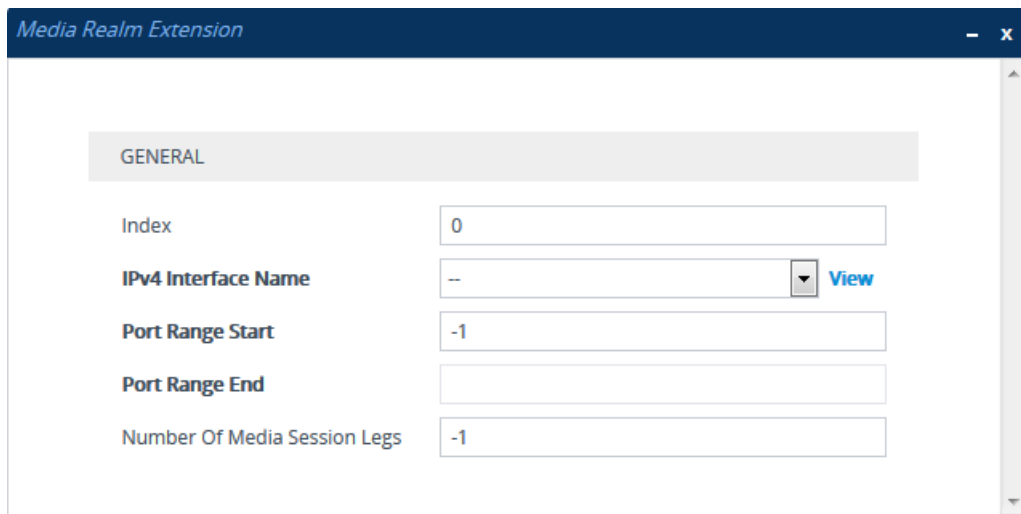 Media Realm Extension – x
GENERAL
Index 0
IPv4 Interface Name -- View
Port Range Start -1
Port Range End
Number Of Media Session Legs -1